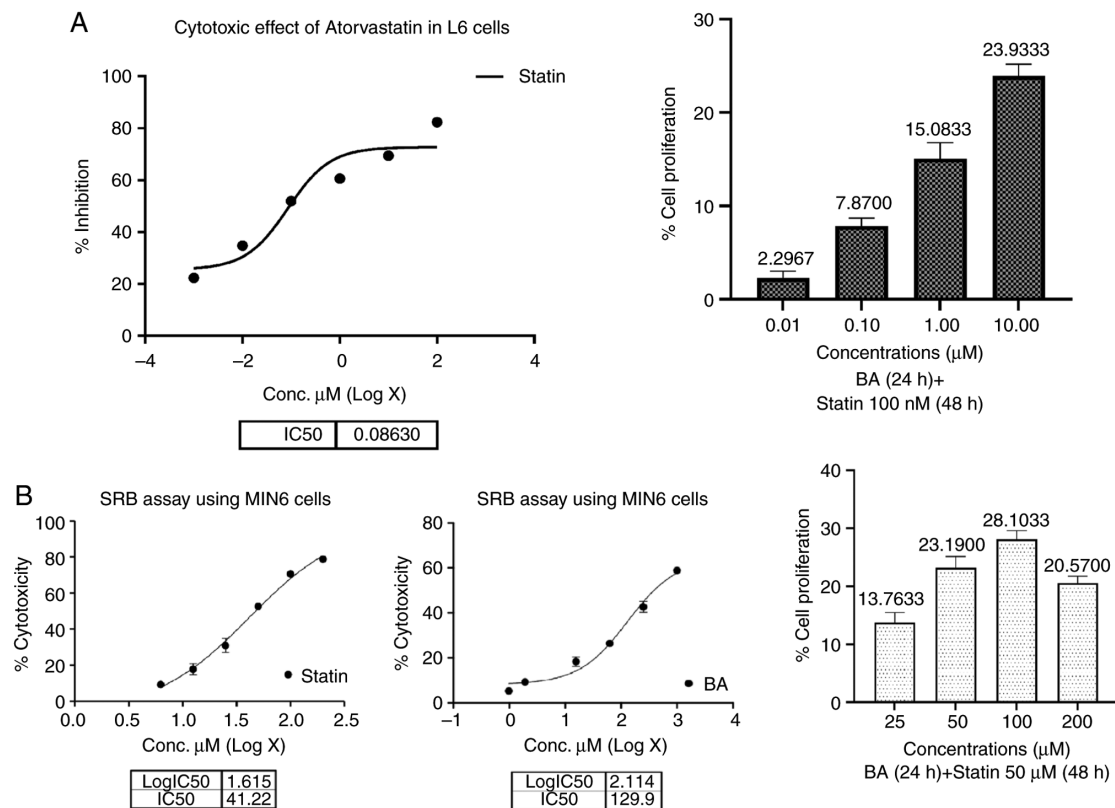 A
Cytotoxic effect of Atorvastatin in L6 cells
Statin
% Inhibition
100
80
60
40
20
0
–4
–2
0
2
4
Conc. μM (Log X)
IC50 0.08630
% Cell proliferation
30
20
10
0
2.2967
7.8700
15.0833
23.9333
0.01
0.10
1.00
10.00
Concentrations (μM)
BA (24 h)+
Statin 100 nM (48 h)
B
SRB assay using MIN6 cells
% Cytotoxicity
100
80
60
40
20
0
Statin
0.0
0.5
1.0
1.5
2.0
2.5
Conc. μM (Log X)
LogIC50 1.615
IC50 41.22
SRB assay using MIN6 cells
% Cytotoxicity
80
60
40
20
0
BA
–1
0
1
2
3
4
Conc. μM (Log X)
LogIC50 2.114
IC50 129.9
% Cell proliferation
40
30
20
10
0
13.7633
23.1900
28.1033
20.5700
25
50
100
200
Concentrations (μM)
BA (24 h)+Statin 50 μM (48 h)